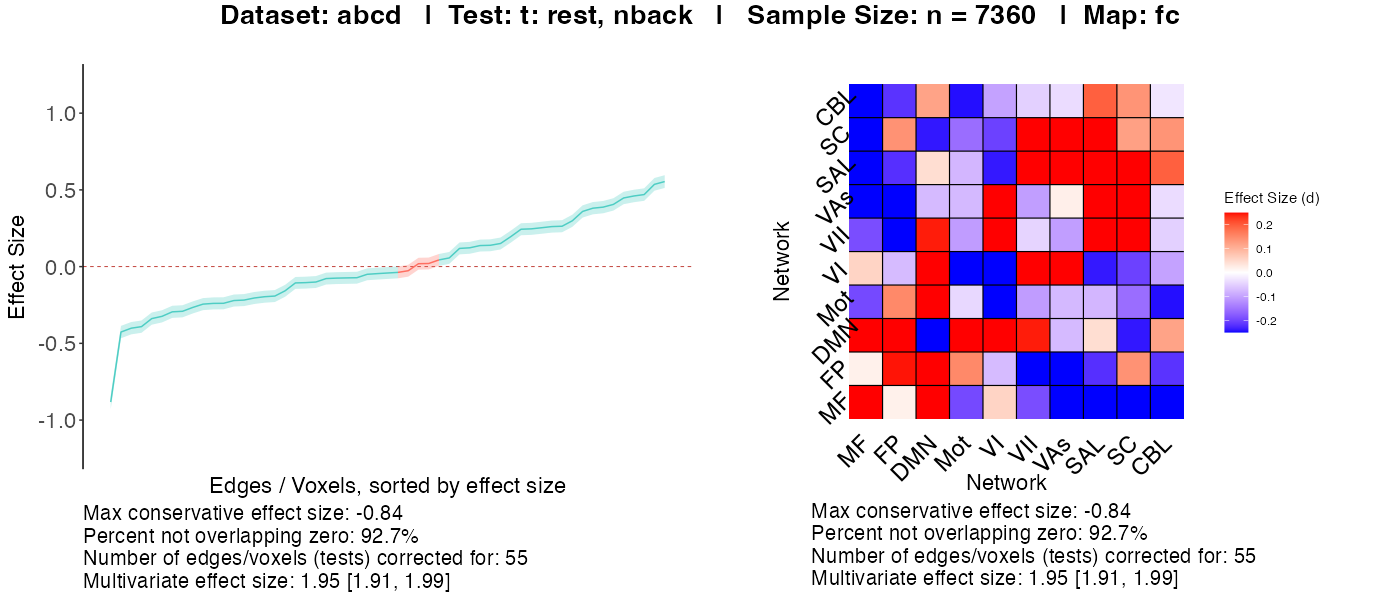 Dataset: abcd | Test: t: rest, nback | Sample Size: n = 7360 | Map: fc
Effect Size
1.0
0.5
0.0
-0.5
-1.0
Edges / Voxels, sorted by effect size
Max conservative effect size: -0.84
Percent not overlapping zero: 92.7%
Number of edges/voxels (tests) corrected for: 55
Multivariate effect size: 1.95 [1.91, 1.99]
Network
CBL
SC
SAL
VAs
VII
VI
Mot
DMN
FP
MF
MF FP DMN Mot VI VII VAs SAL SC CBL
Network
Effect Size (d)
0.2
0.1
0.0
-0.1
-0.2
Max conservative effect size: -0.84
Percent not overlapping zero: 92.7%
Number of edges/voxels (tests) corrected for: 55
Multivariate effect size: 1.95 [1.91, 1.99]